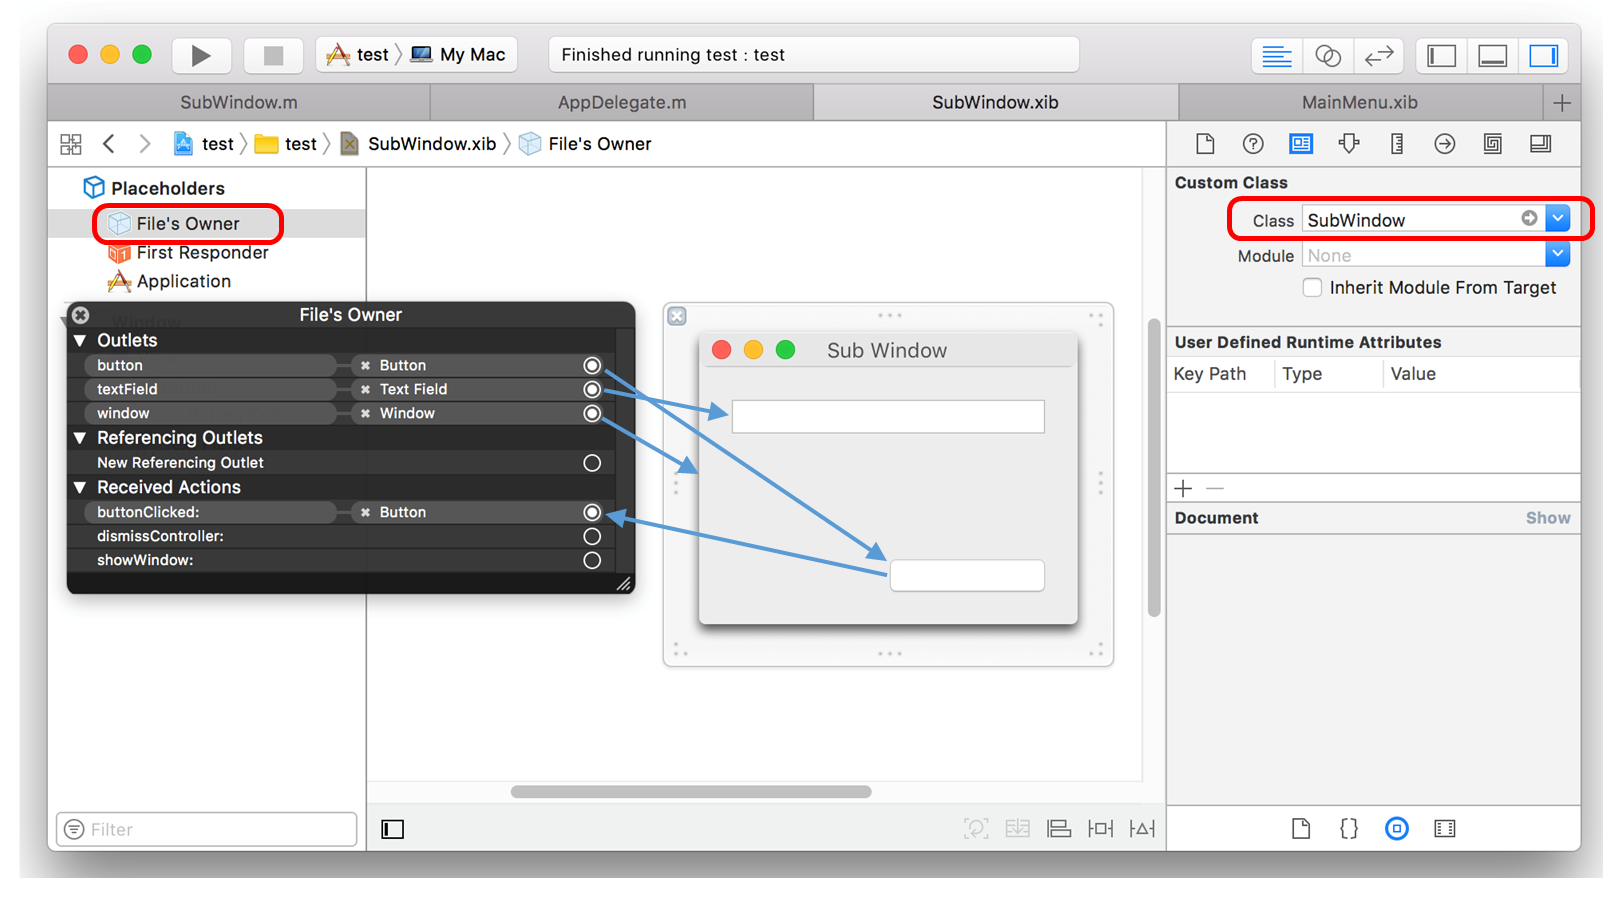 test My Mac
Finished running test : test
SubWindow.m
AppDelegate.m
SubWindow.xib
MainMenu.xib
test test SubWindow.xib File's Owner
Placeholders
File's Owner
First Responder
Application
Window
File's Owner
Outlets
button Button
textField Text Field
window Window
Referencing Outlets
New Referencing Outlet
Received Actions
buttonClicked: Button
dismissController:
showWindow:
Filter
Sub Window
Custom Class
Class SubWindow
Module None
Inherit Module From Target
User Defined Runtime Attributes
Key Path Type Value
Document Show